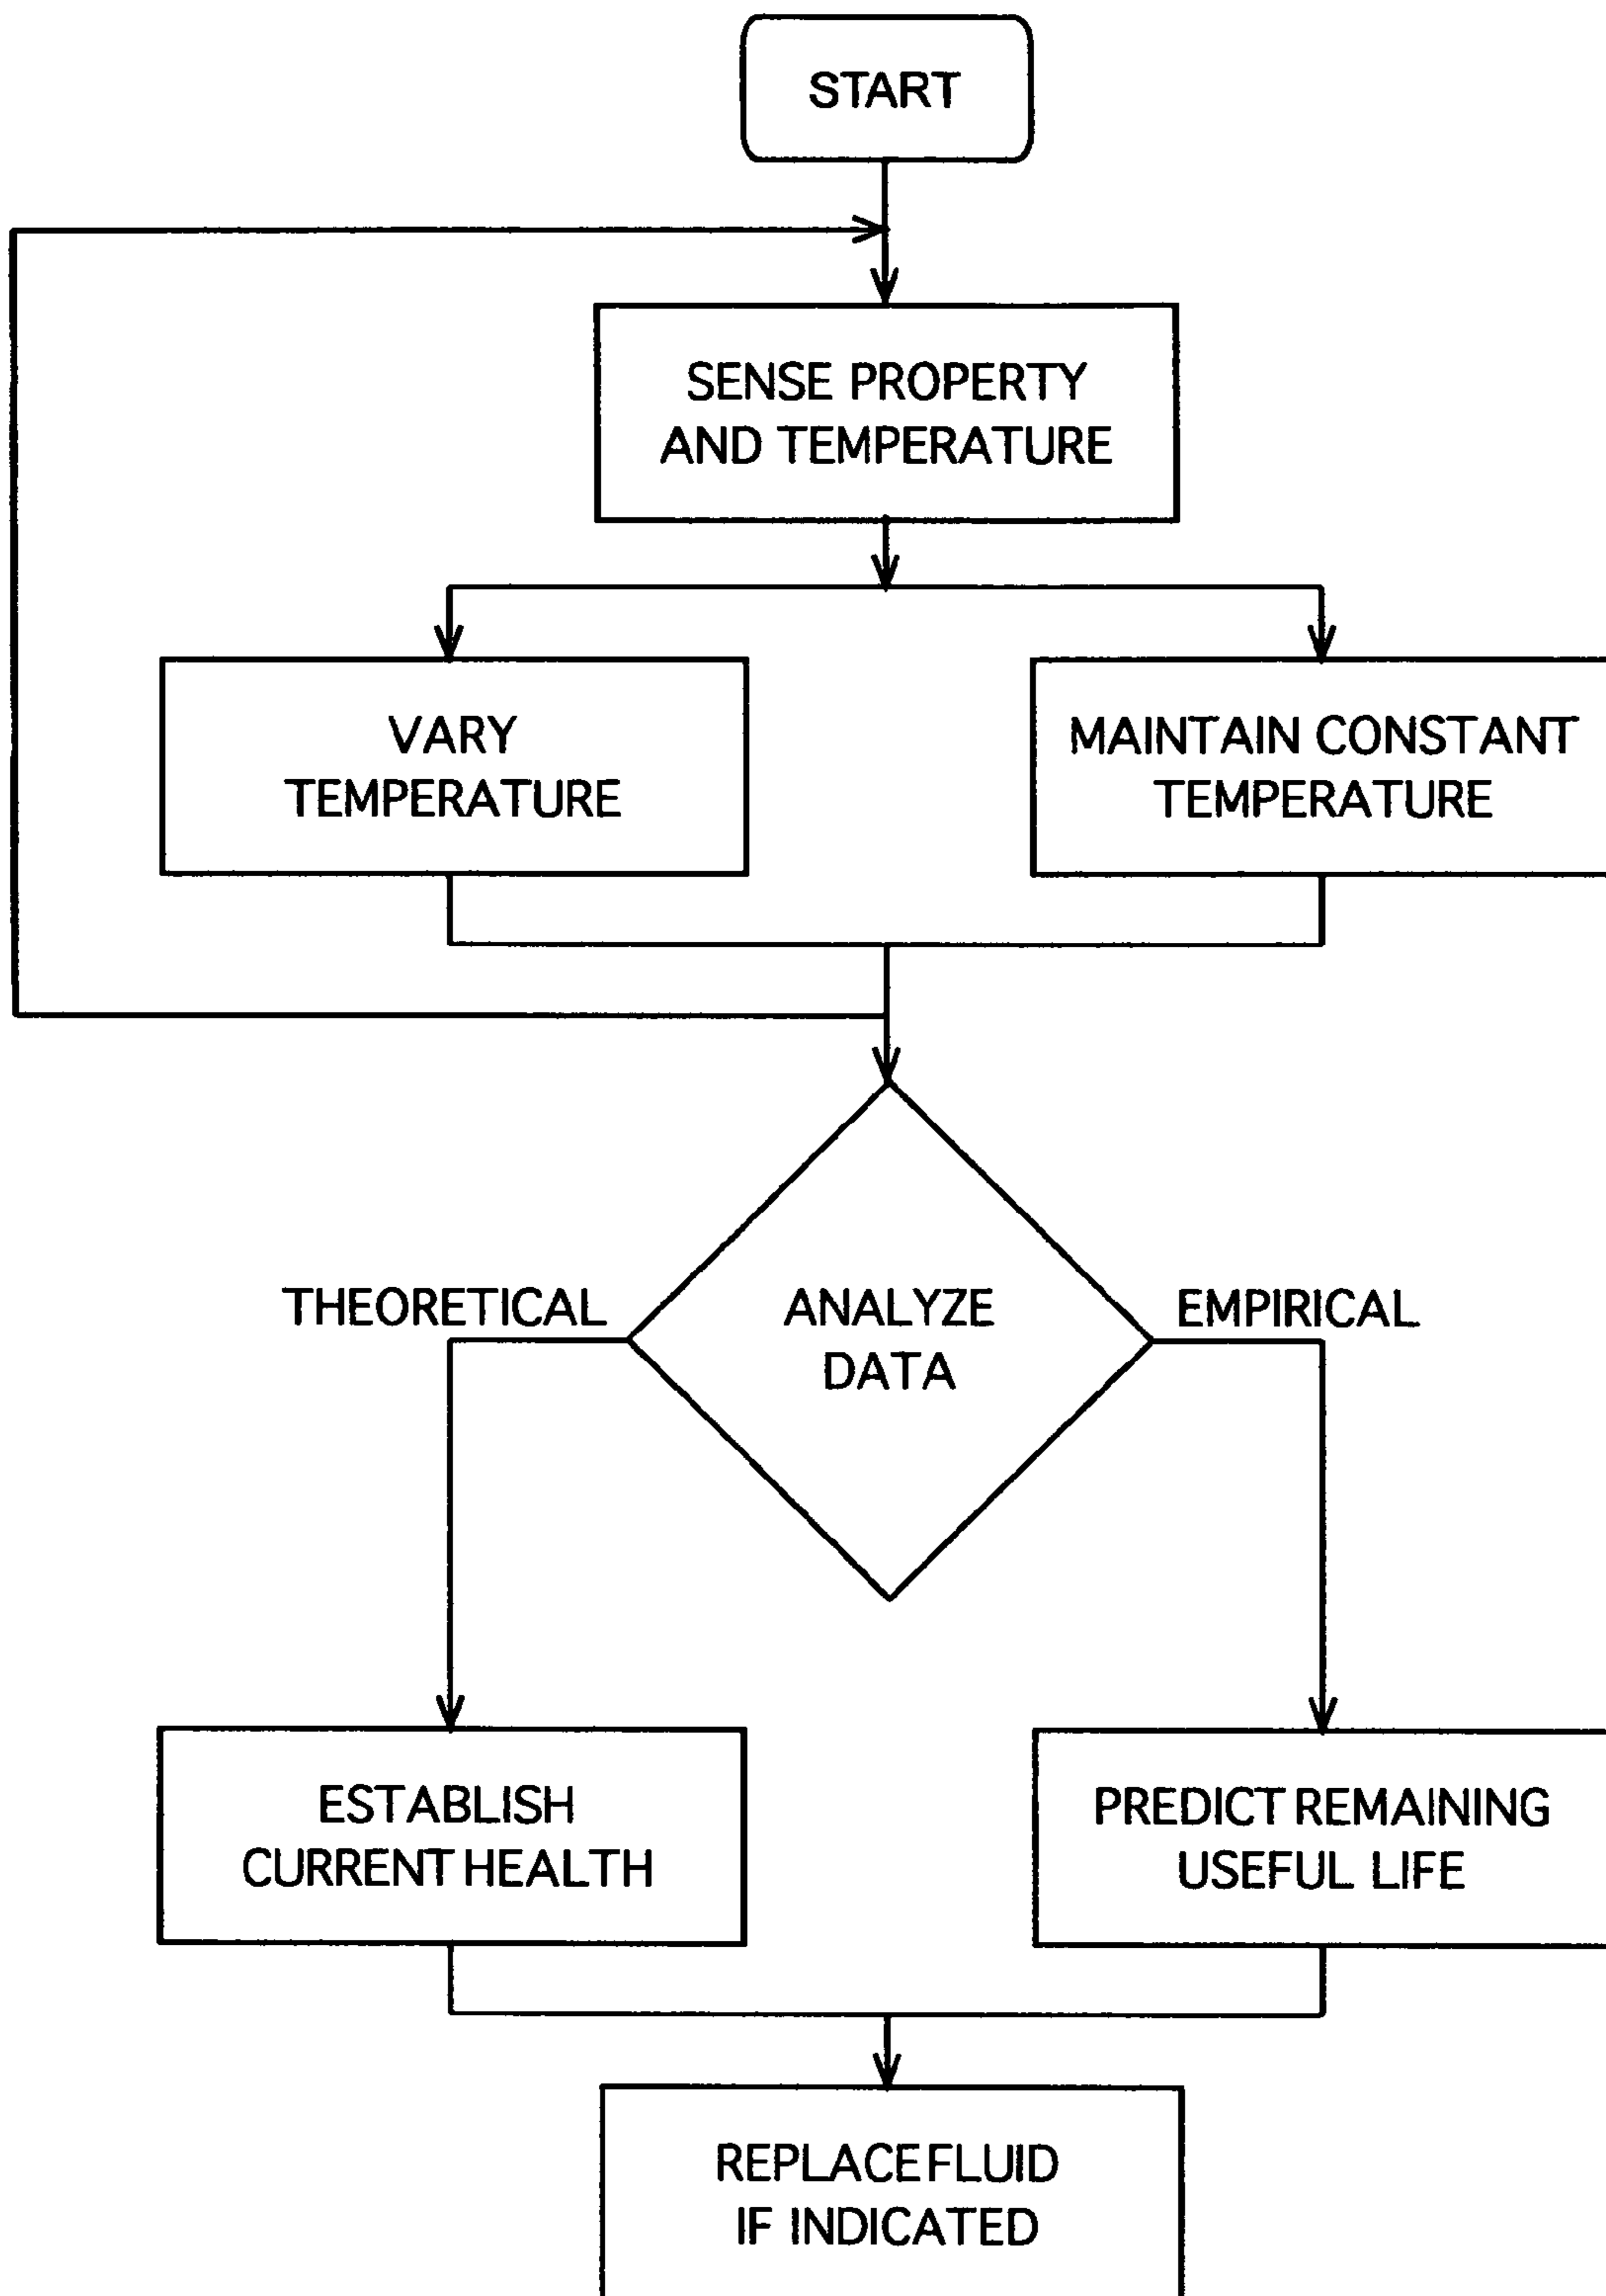 START
SENSE PROPERTY
AND TEMPERATURE
VARY
TEMPERATURE
MAINTAIN CONSTANT
TEMPERATURE
THEORETICAL
ANALYZE
DATA
EMPIRICAL
ESTABLISH
CURRENT HEALTH
PREDICT REMAINING
USEFUL LIFE
REPLACE FLUID
IF INDICATED